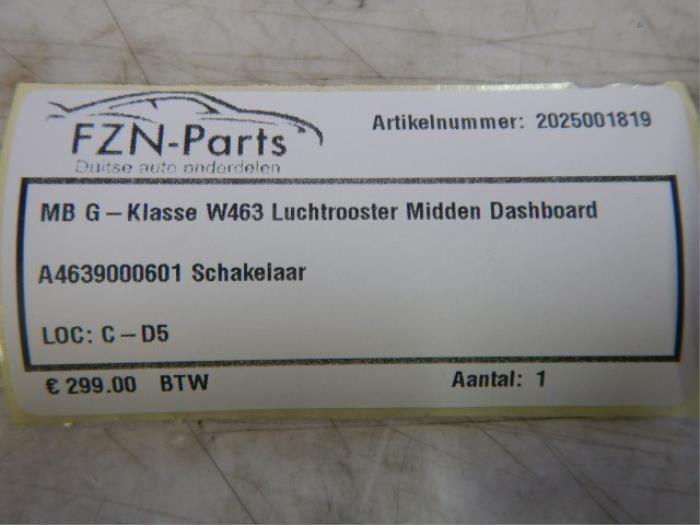 FZN-Parts
Duitse auto onderdelen
Artikelnummer: 2025001819
MB G-Klasse W463 Luchtrooster Midden Dashboard
A4639000601 Schakelaar
LOC: C-D5
€ 299.00 BTW
Aantal: 1